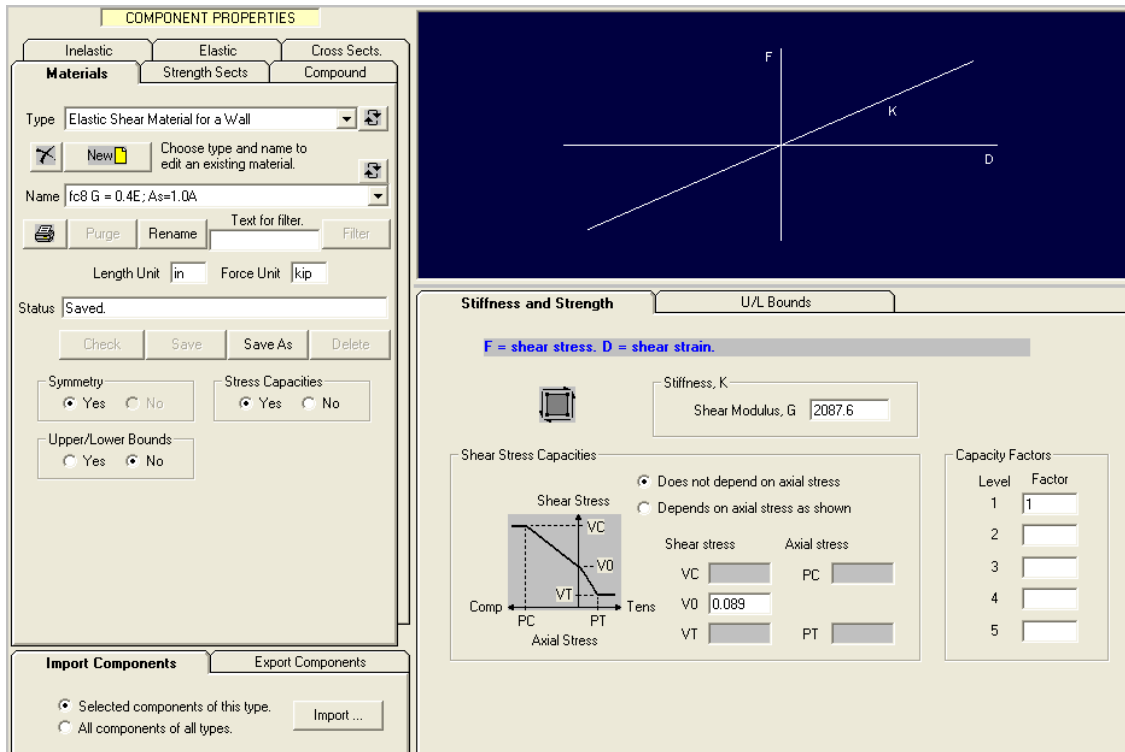 COMPONENT PROPERTIES
Inelastic Elastic Cross Sects.
Materials Strength Sects Compound
Type Elastic Shear Material for a Wall
New Choose type and name to
edit an existing material.
Name fc8 G = 0.4E; As=1.0A
Text for filter.
Purge Rename Filter
Length Unit in Force Unit kip
Status Saved.
Check Save Save As Delete
Symmetry
Yes No
Stress Capacities
Yes No
Upper/Lower Bounds
Yes No
Import Components Export Components
Selected components of this type.
All components of all types.
Import ...
F
K
D
Stiffness and Strength U/L Bounds
F = shear stress. D = shear strain.
Stiffness, K
Shear Modulus, G 2087.6
Shear Stress Capacities
Does not depend on axial stress
Depends on axial stress as shown
Shear Stress
VC
V0
VT
Comp Tens
PC PT
Axial Stress
Shear stress Axial stress
VC PC
V0 0.089
VT PT
Capacity Factors
Level Factor
1 1
2
3
4
5